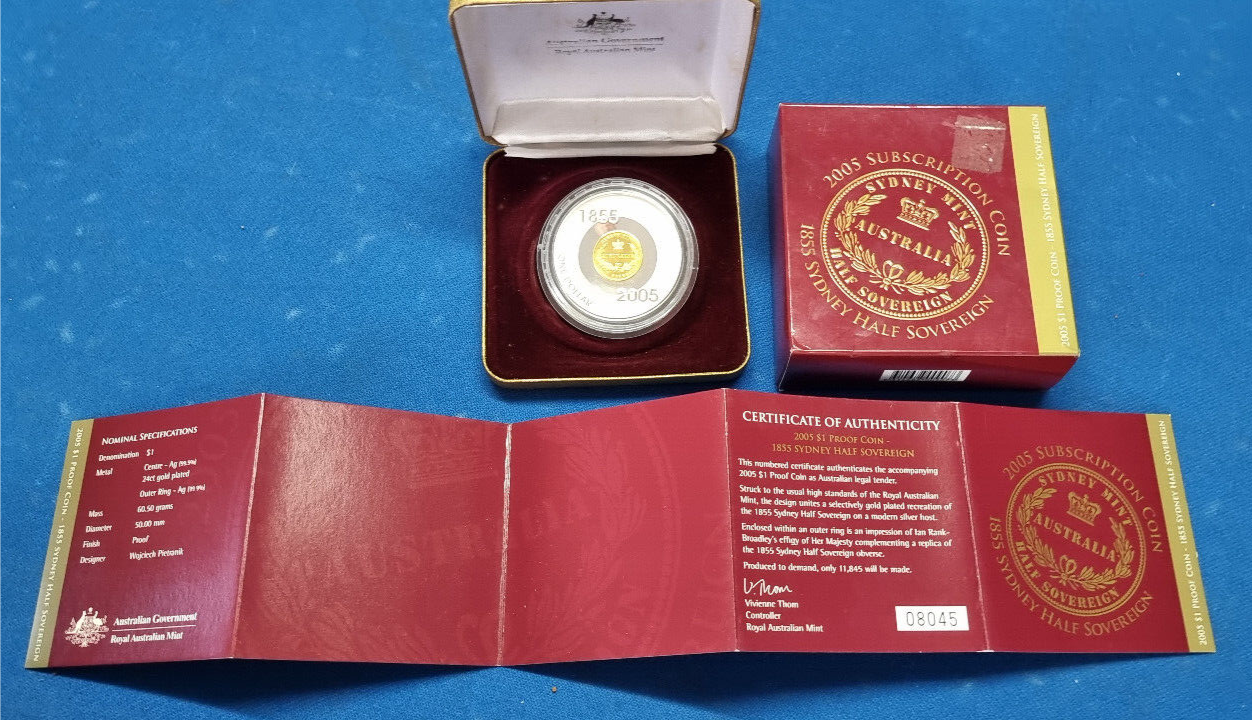 Australian Government
Royal Australian Mint
1855
ONE DOLLAR
2005
2005 SUBSCRIPTION COIN
SYDNEY MINT
AUSTRALIA
HALF SOVEREIGN
1855 SYDNEY HALF SOVEREIGN
2005 $1 PROOF COIN - 1855 SYDNEY HALF SOVEREIGN
2005 $1 PROOF COIN - 1855 SYDNEY HALF SOVEREIGN
NOMINAL SPECIFICATIONS
Denomination $1
Metal Centre – Ag (99.9%)
24ct gold plated
Outer Ring – Ag (99.9%)
Mass 60.50 grams
Diameter 50.00 mm
Finish Proof
Designer Wojciech Pietranik
Australian Government
Royal Australian Mint
CERTIFICATE OF AUTHENTICITY
2005 $1 PROOF COIN -
1855 SYDNEY HALF SOVEREIGN
This numbered certificate authenticates the accompanying
2005 $1 Proof Coin as Australian legal tender.
Struck to the usual high standards of the Royal Australian
Mint, the design unites a selectively gold plated recreation of
the 1855 Sydney Half Sovereign on a modern silver host.
Enclosed within an outer ring is an impression of Ian Rank-
Broadley's effigy of Her Majesty complementing a replica of
the 1855 Sydney Half Sovereign obverse.
Produced to demand, only 11,845 will be made.
V. Thom
Vivienne Thom
Controller
Royal Australian Mint
08045
2005 SUBSCRIPTION COIN
SYDNEY MINT
AUSTRALIA
HALF SOVEREIGN
1855 SYDNEY HALF SOVEREIGN
2005 $1 PROOF COIN - 1855 SYDNEY HALF SOVEREIGN